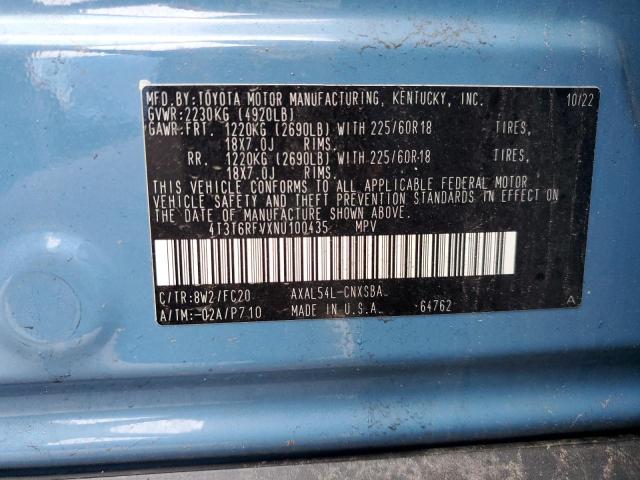 MFD.BY:TOYOTA MOTOR MANUFACTURING, KENTUCKY, INC. 10/22
GVWR:2230KG (4920LB)
GAWR:FRT. 1220KG (2690LB) WITH 225/60R18 TIRES,
18X7.0J RIMS.
RR. 1220KG (2690LB) WITH 225/60R18 TIRES,
18X7.0J RIMS.
THIS VEHICLE CONFORMS TO ALL APPLICABLE FEDERAL MOTOR
VEHICLE SAFETY AND THEFT PREVENTION STANDARDS IN EFFECT ON
THE DATE OF MANUFACTURE SHOWN ABOVE.
4T3T6RFVXNU100435 MPV
C/TR:8W2/FC20 AXAL54L-CNXSBA A
A/TM:-02A/P710 MADE IN U.S.A. 64762